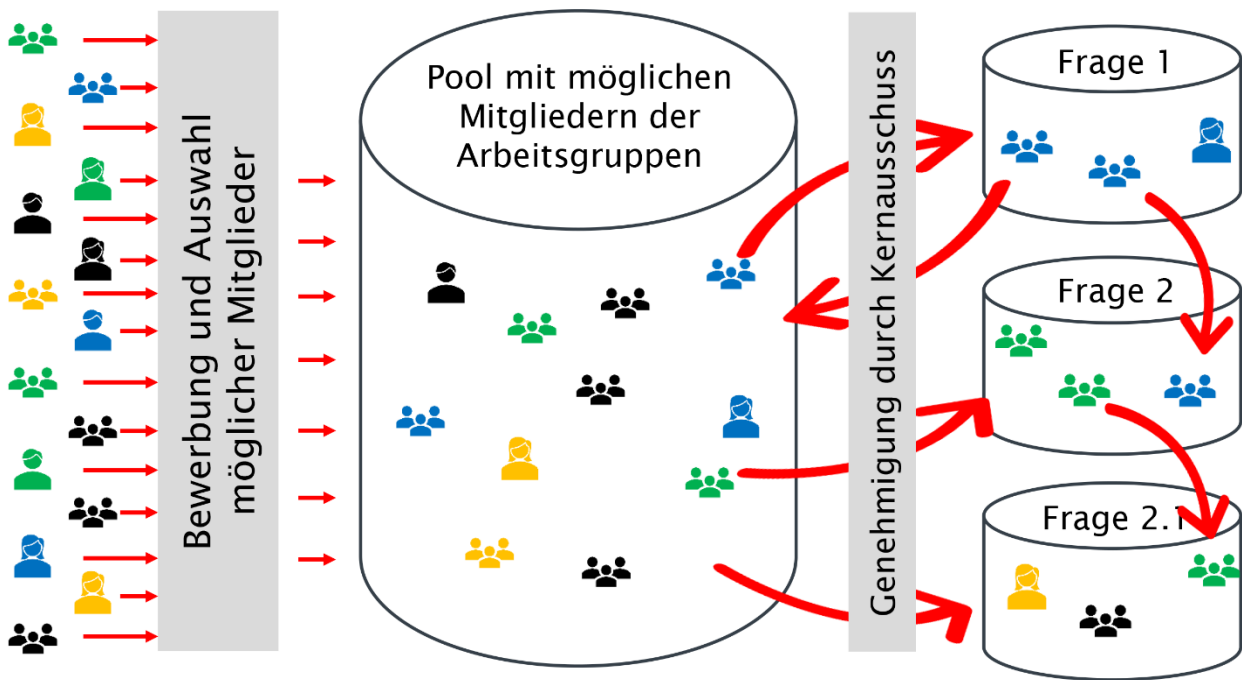 Bewerbung und Auswahl
möglicher Mitglieder
Pool mit möglichen
Mitgliedern der
Arbeitsgruppen
Genehmigung durch Kernausschuss
Frage 1
Frage 2
Frage 2.1